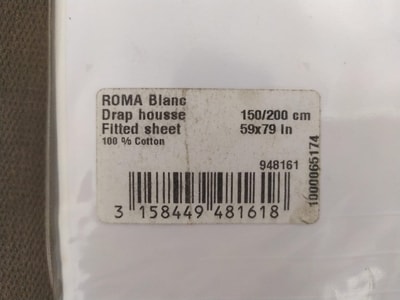 ROMA Blanc
Drap housse 150/200 cm
Fitted sheet 59x79 In
100 % Cotton
948161
3 158449 481618
1000065174